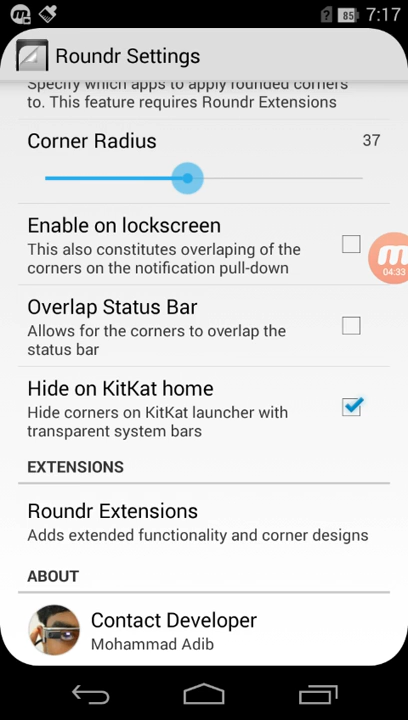 85 7:17
Roundr Settings
Specify which apps to apply rounded corners
to. This feature requires Roundr Extensions
Corner Radius 37
Enable on lockscreen
This also constitutes overlaping of the
corners on the notification pull-down
04:33
Overlap Status Bar
Allows for the corners to overlap the
status bar
Hide on KitKat home
Hide corners on KitKat launcher with
transparent system bars
EXTENSIONS
Roundr Extensions
Adds extended functionality and corner designs
ABOUT
Contact Developer
Mohammad Adib